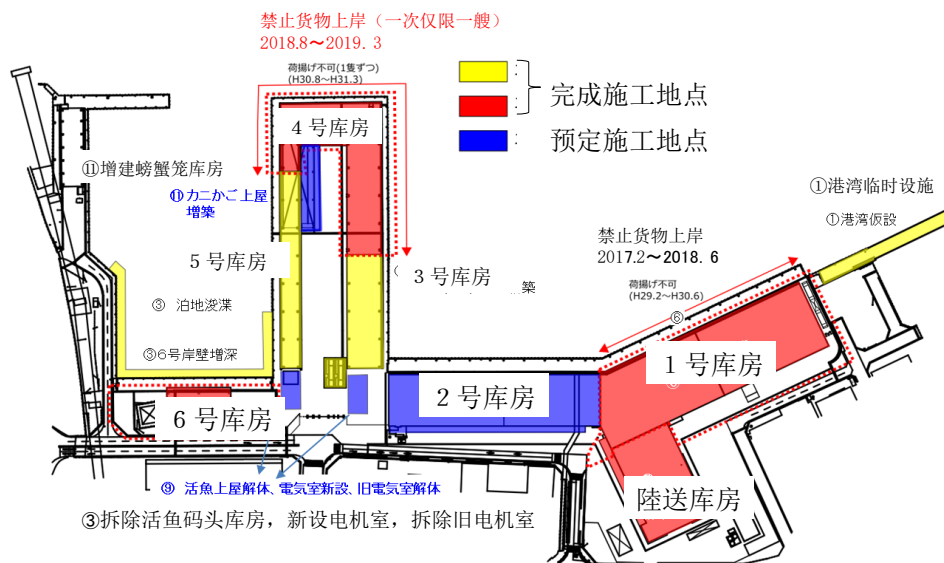 禁止货物上岸（一次仅限一艘）
2018.8～2019.3
荷揚げ不可(1隻ずつ)
(H30.8～H31.3)
完成施工地点
预定施工地点
4号库房
⑪增建螃蟹笼库房
⑪カニかご上屋
増築
①港湾临时设施
①港湾仮設
禁止货物上岸
2017.2～2018.6
荷揚げ不可
(H29.2～H30.6)
⑥
5号库房
3号库房
築
③ 泊地浚渫
③6号岸壁増深
1号库房
2号库房
6号库房
陸送库房
⑨ 活魚上屋解体、電気室新設、旧電気室解体
③拆除活鱼码头库房，新设电机室，拆除旧电机室